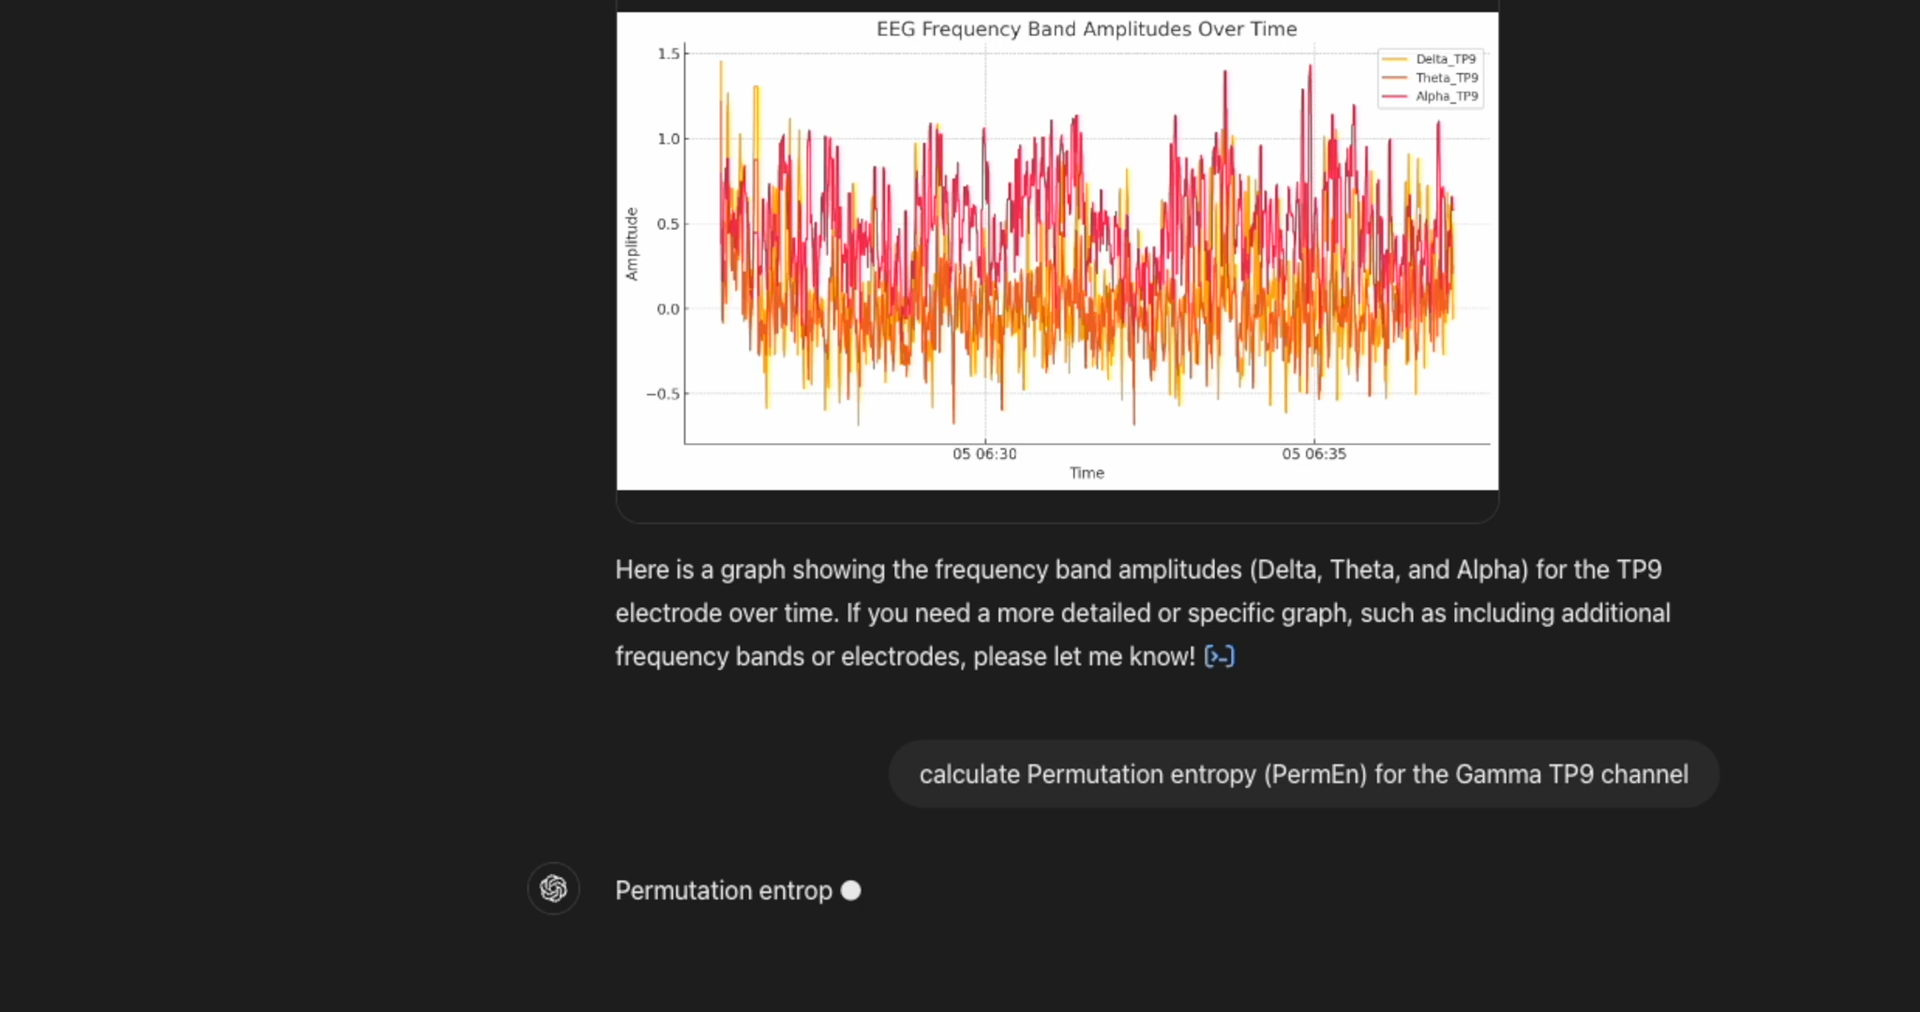 EEG Frequency Band Amplitudes Over Time
1.5
1.0
0.5
0.0
−0.5
Amplitude
Delta_TP9
Theta_TP9
Alpha_TP9
05 06:30
05 06:35
Time
Here is a graph showing the frequency band amplitudes (Delta, Theta, and Alpha) for the TP9
electrode over time. If you need a more detailed or specific graph, such as including additional
frequency bands or electrodes, please let me know! [>-]
calculate Permutation entropy (PermEn) for the Gamma TP9 channel
Permutation entrop